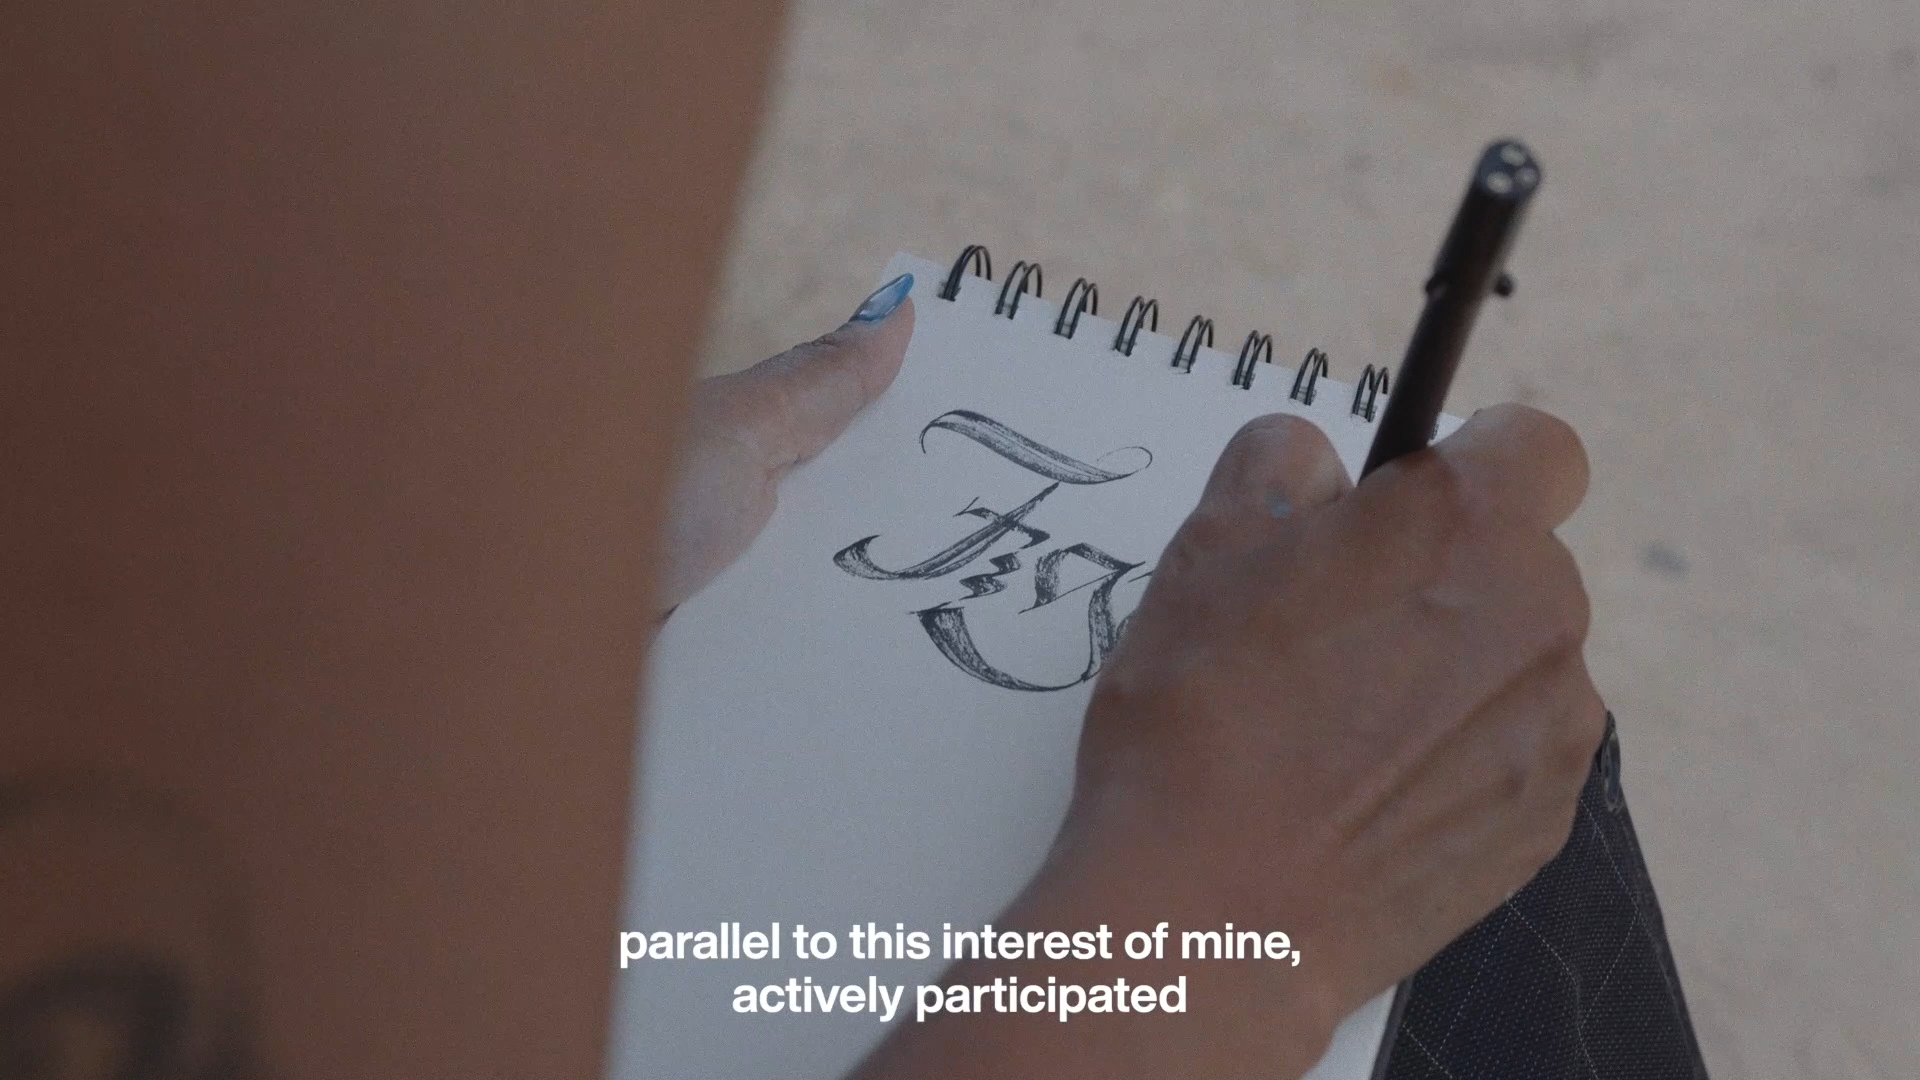 parallel to this interest of mine,
actively participated